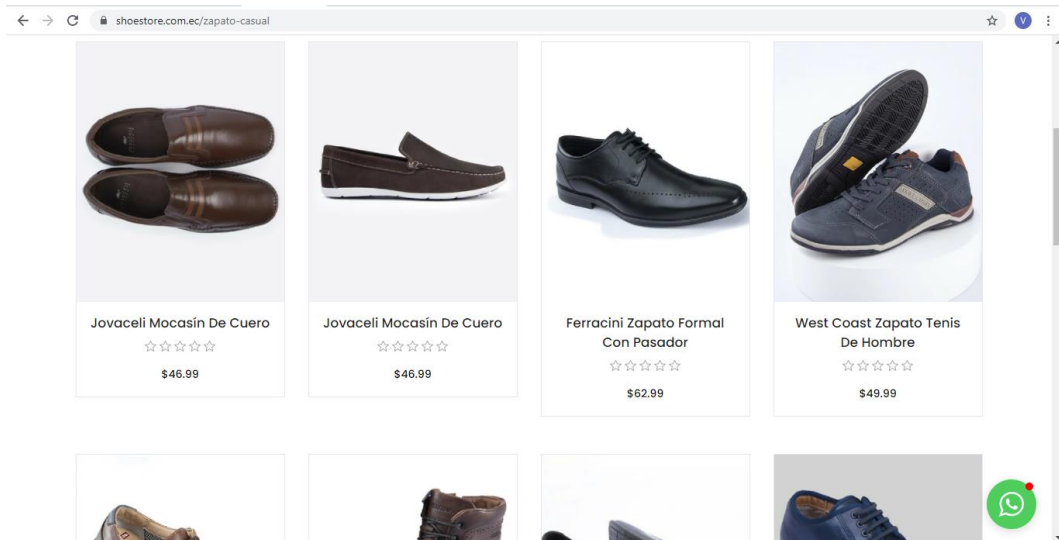 shoestore.com.ec/zapato-casual
V
Jovaceli Mocasín De Cuero
$46.99
Jovaceli Mocasín De Cuero
$46.99
Ferracini Zapato Formal
Con Pasador
$62.99
West Coast Zapato Tenis
De Hombre
$49.99